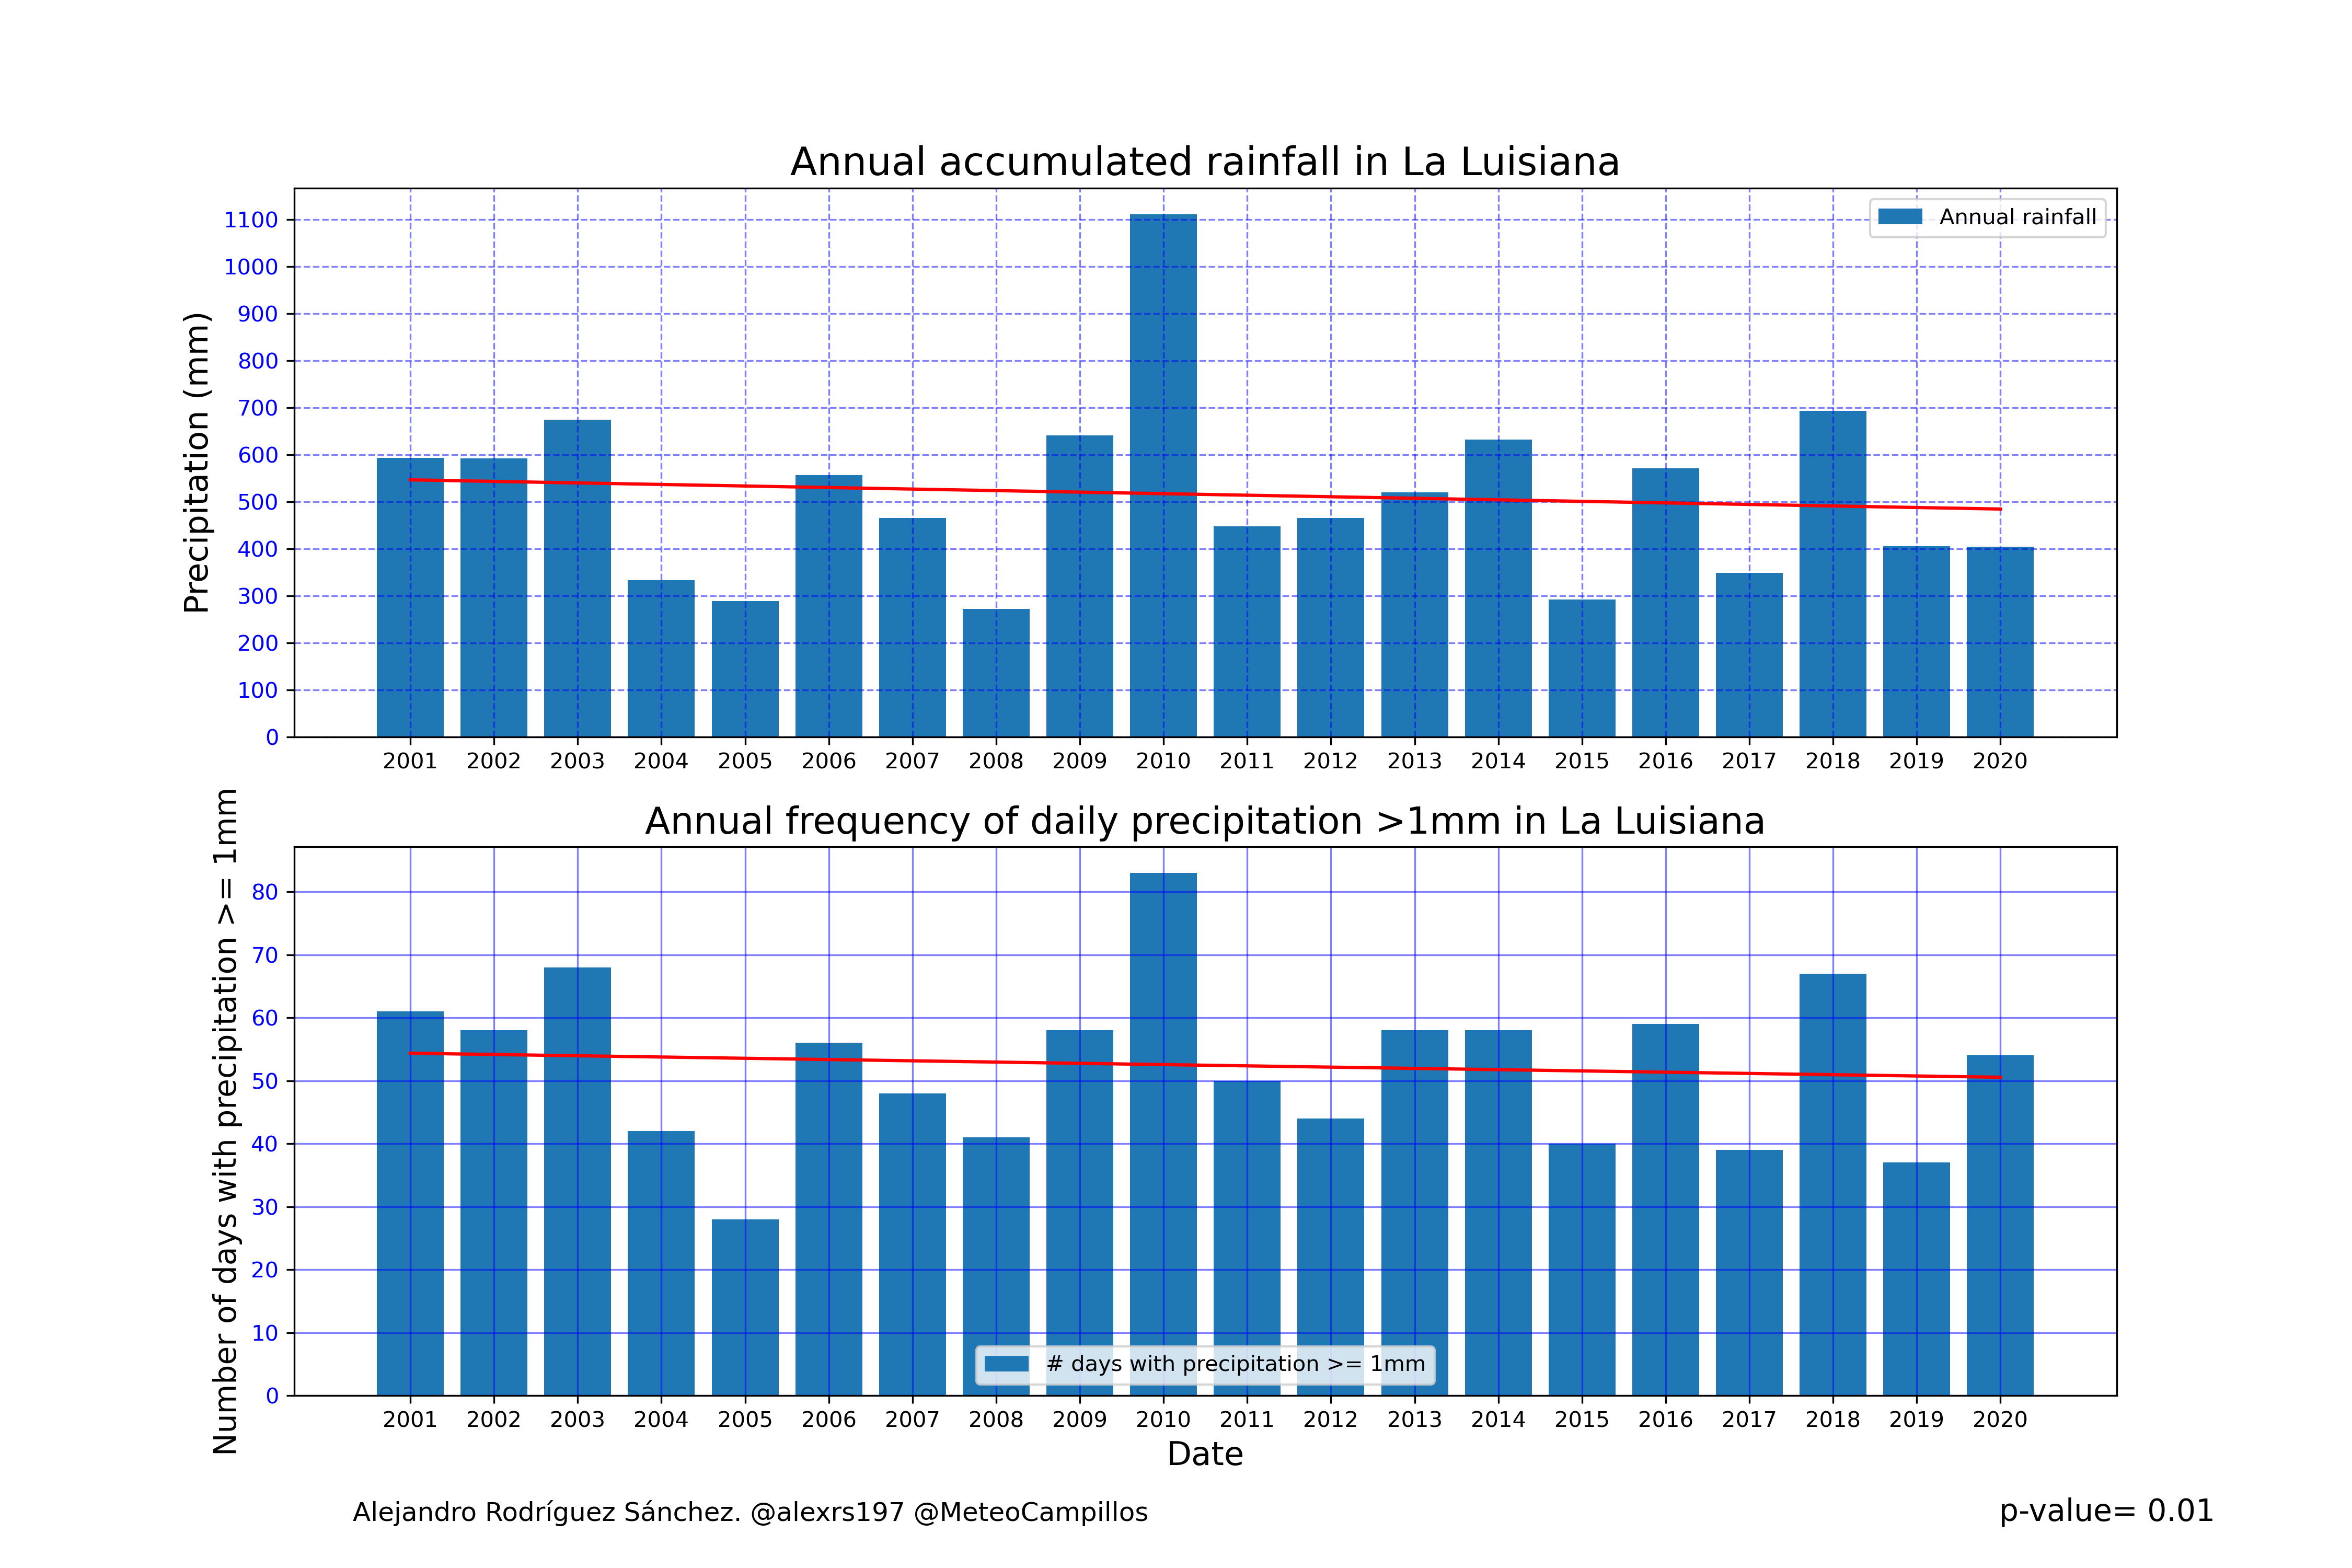 Annual accumulated rainfall in La Luisiana
Precipitation (mm)
1100
1000
900
800
700
600
500
400
300
200
100
0
Annual rainfall
2001 2002 2003 2004 2005 2006 2007 2008 2009 2010 2011 2012 2013 2014 2015 2016 2017 2018 2019 2020
Annual frequency of daily precipitation >1mm in La Luisiana
Number of days with precipitation >= 1mm
80
70
60
50
40
30
20
10
0
# days with precipitation >= 1mm
2001 2002 2003 2004 2005 2006 2007 2008 2009 2010 2011 2012 2013 2014 2015 2016 2017 2018 2019 2020
Date
Alejandro Rodríguez Sánchez. @alexrs197 @MeteoCampillos
p-value= 0.01